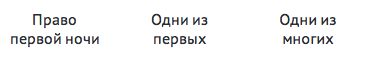 Право
первой ночи
Одни из
первых
Одни из
многих